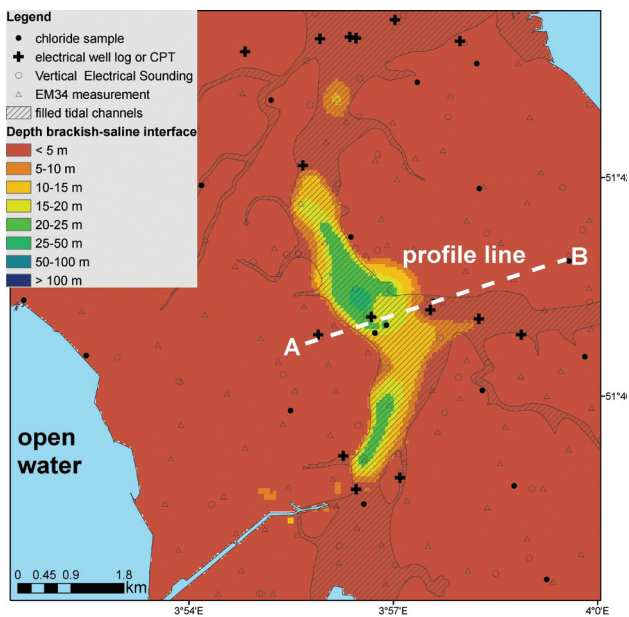 Legend
chloride sample
electrical well log or CPT
Vertical Electrical Sounding
EM34 measurement
filled tidal channels
Depth brackish-saline interface
< 5 m
5-10 m
10-15 m
15-20 m
20-25 m
25-50 m
50-100 m
> 100 m
51°42
profile line
B
A
51°40
open
water
0 0.45 0.9 1.8
km
3°54'E 3°57'E 4°0'E